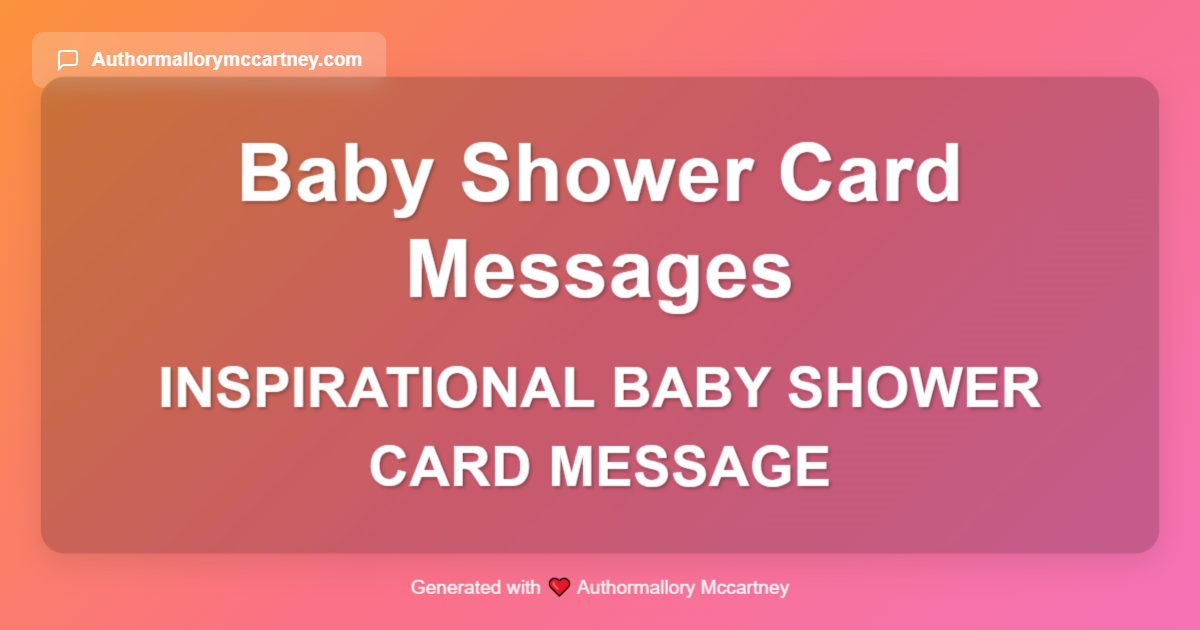 Authormallorymccartney.com
Baby Shower Card
Messages
INSPIRATIONAL BABY SHOWER
CARD MESSAGE
Generated with ❤️ Authormallory Mccartney